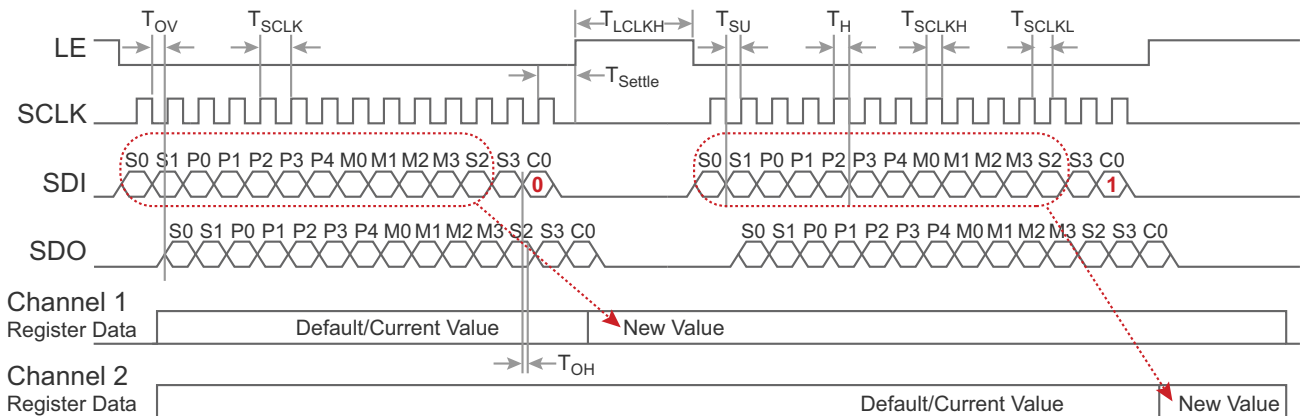 T_OV T_SCLK T_LCLKH T_SU T_H T_SCLKH T_SCLKL
LE
T_Settle
SCLK
S0 S1 P0 P1 P2 P3 P4 M0 M1 M2 M3 S2 S3 C0 S0 S1 P0 P1 P2 P3 P4 M0 M1 M2 M3 S2 S3 C0
SDI 0 1
S0 S1 P0 P1 P2 P3 P4 M0 M1 M2 M3 S2 S3 C0 S0 S1 P0 P1 P2 P3 P4 M0 M1 M2 M3 S2 S3 C0
SDO
Channel 1
Register Data Default/Current Value New Value
T_OH
Channel 2
Register Data Default/Current Value New Value